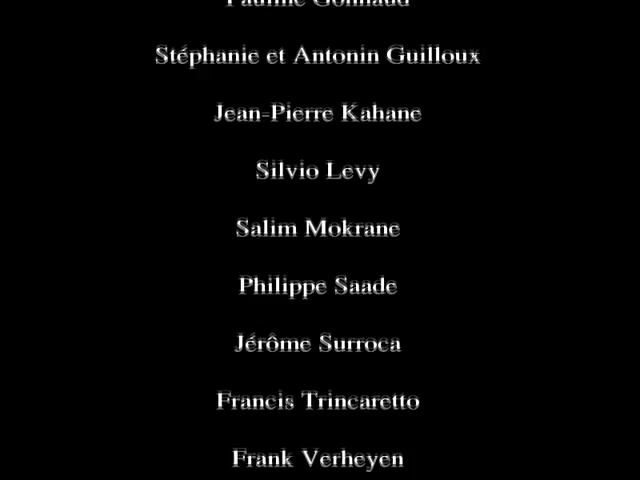 Stéphanie et Antonin Guilloux
Jean-Pierre Kahane
Silvio Levy
Salim Mokrane
Philippe Saade
Jérôme Surroca
Francis Trincaretto
Frank Verheyen